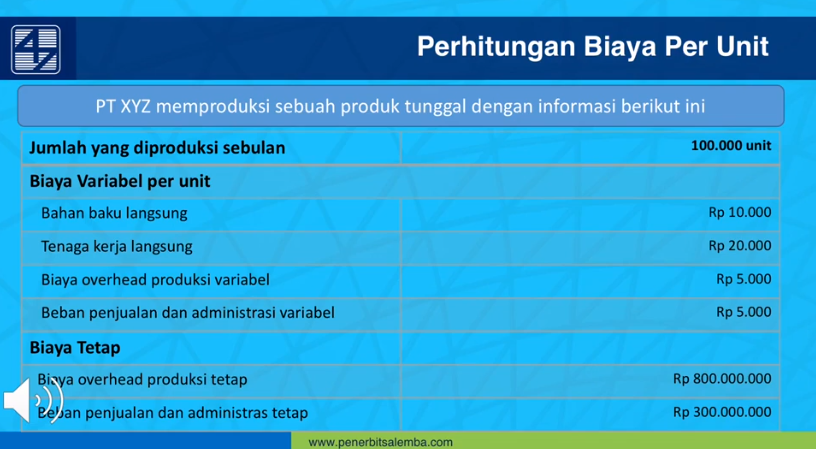 Perhitungan Biaya Per Unit
PT XYZ memproduksi sebuah produk tunggal dengan informasi berikut ini
Jumlah yang diproduksi sebulan 100.000 unit
Biaya Variabel per unit
Bahan baku langsung Rp 10.000
Tenaga kerja langsung Rp 20.000
Biaya overhead produksi variabel Rp 5.000
Beban penjualan dan administrasi variabel Rp 5.000
Biaya Tetap
Biaya overhead produksi tetap Rp 800.000.000
Beban penjualan dan administras tetap Rp 300.000.000
www.penerbitsalemba.com